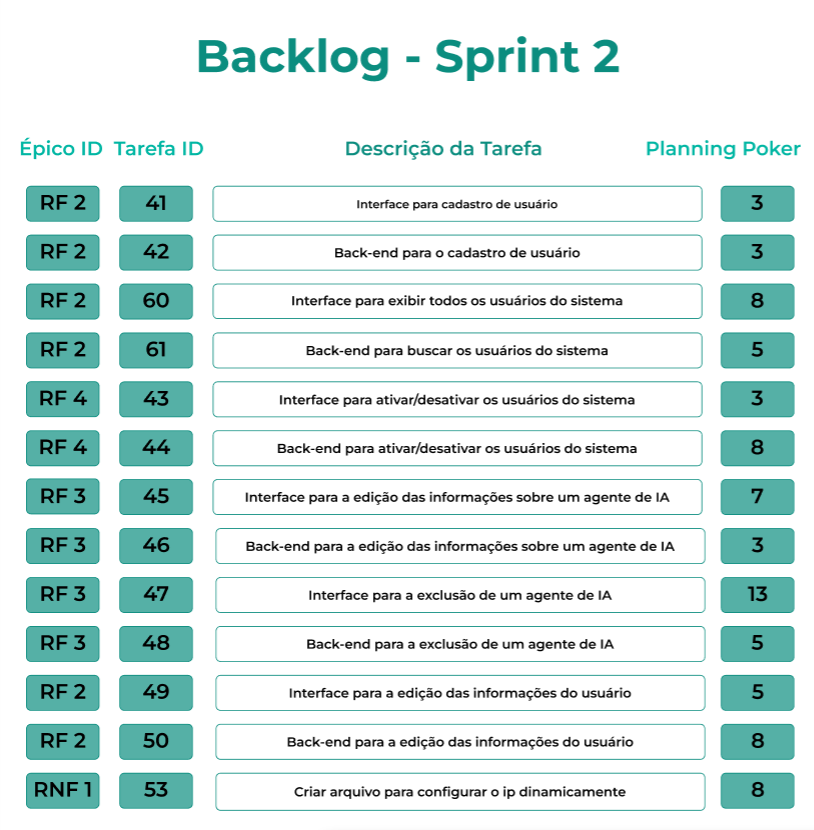 Backlog - Sprint 2
Épico ID Tarefa ID Descrição da Tarefa Planning Poker
RF 2 41 Interface para cadastro de usuário 3
RF 2 42 Back-end para o cadastro de usuário 3
RF 2 60 Interface para exibir todos os usuários do sistema 8
RF 2 61 Back-end para buscar os usuários do sistema 5
RF 4 43 Interface para ativar/desativar os usuários do sistema 3
RF 4 44 Back-end para ativar/desativar os usuários do sistema 8
RF 3 45 Interface para a edição das informações sobre um agente de IA 7
RF 3 46 Back-end para a edição das informações sobre um agente de IA 3
RF 3 47 Interface para a exclusão de um agente de IA 13
RF 3 48 Back-end para a exclusão de um agente de IA 5
RF 2 49 Interface para a edição das informações do usuário 5
RF 2 50 Back-end para a edição das informações do usuário 8
RNF 1 53 Criar arquivo para configurar o ip dinamicamente 8